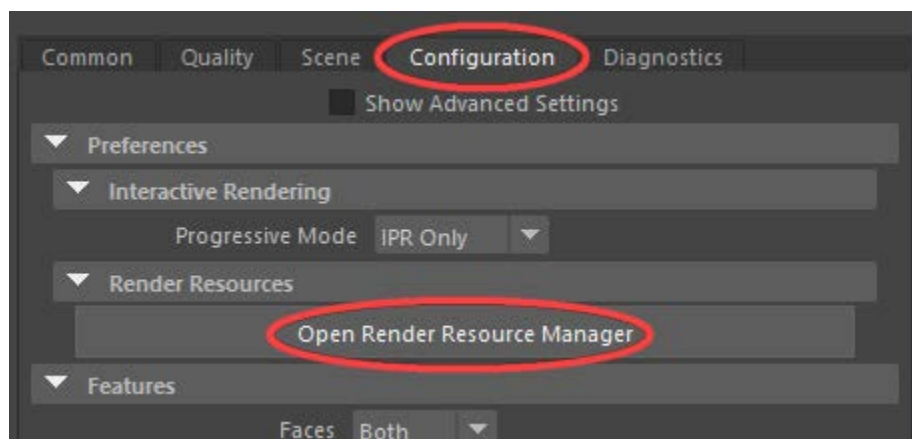 Common Quality Scene Configuration Diagnostics
Show Advanced Settings
Preferences
Interactive Rendering
Progressive Mode IPR Only
Render Resources
Open Render Resource Manager
Features
Faces Both